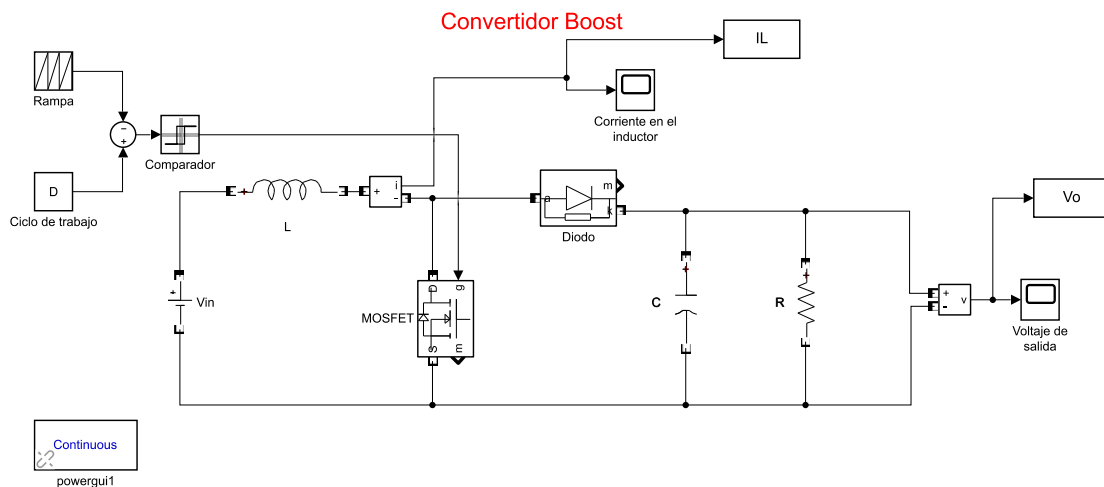 Convertidor Boost
IL
Rampa
Corriente en el
inductor
Comparador
D
Ciclo de trabajo
L
+
i
-
a
m
k
Diodo
Vo
Vin
MOSFET
D
g
S
m
C
R
+
-
v
Voltaje de
salida
Continuous
powergui1